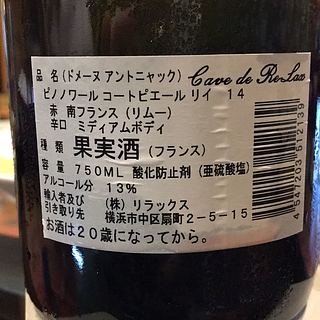 品 名 (ドメーヌ アントニャック) Cave de ReLax
ピノノワール コートピエール リイ 14
赤 南フランス (リムー)
辛口 ミディアムボディ
種 類 果実酒 (フランス)
容 量 750ML 酸化防止剤 (亜硫酸塩)
アルコール分 13%
輸入者及び 引き取り先 (株) リラックス
横浜市中区扇町2-5-15
お酒は20歳になってから。
4547203512139